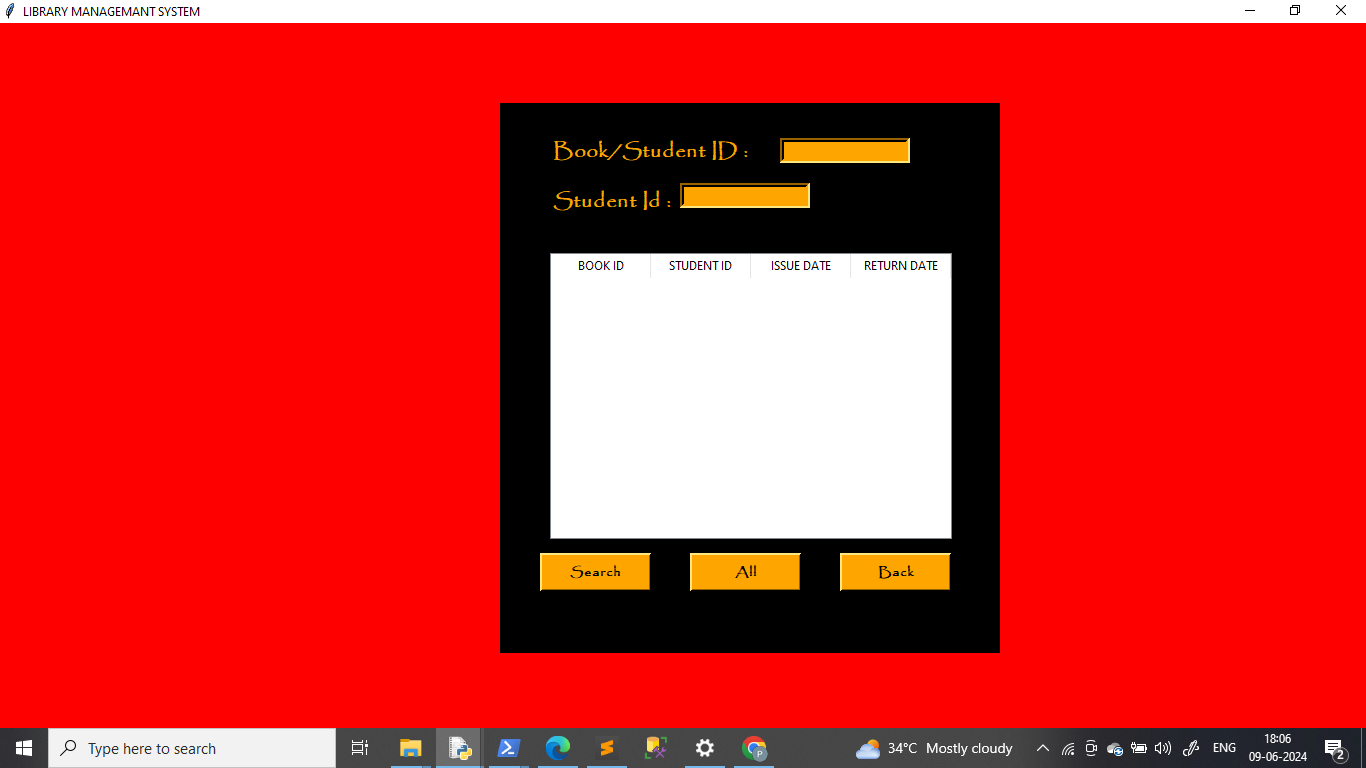 LIBRARY MANAGEMANT SYSTEM
Book/Student ID :
Student Id :
BOOK ID STUDENT ID ISSUE DATE RETURN DATE
Search All Back
Type here to search
34°C Mostly cloudy
ENG
18:06
09-06-2024
2
P